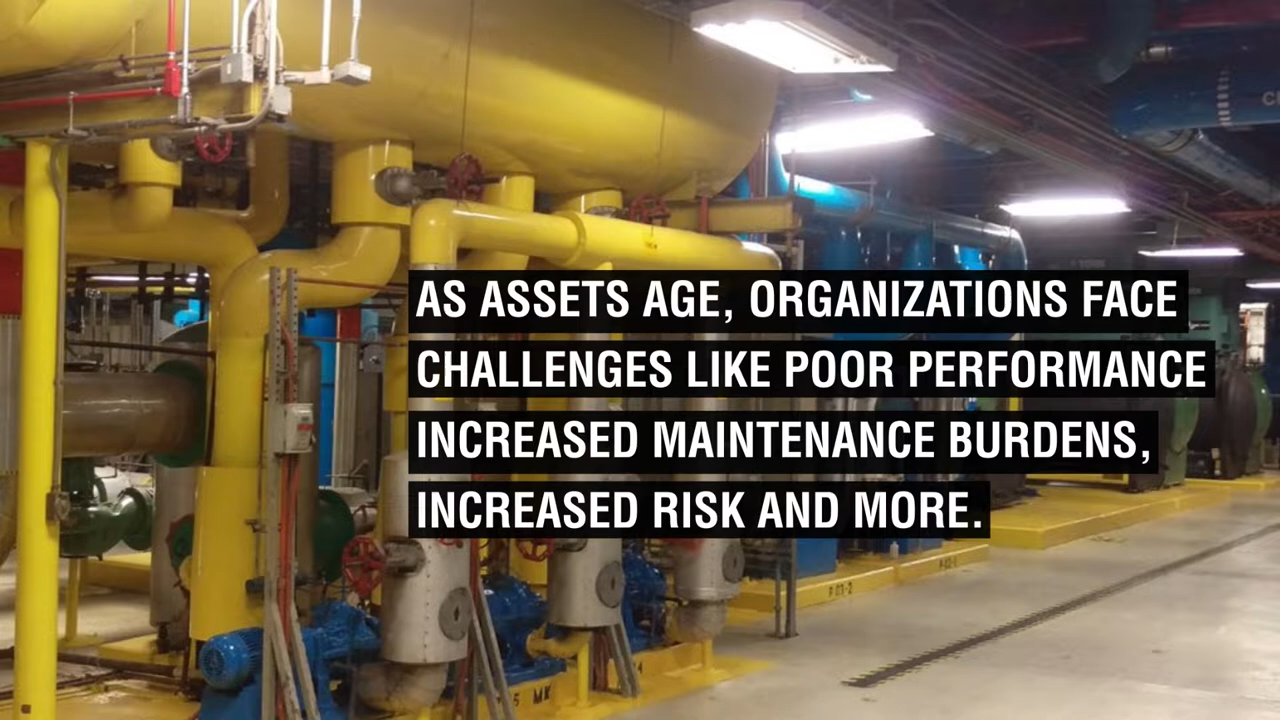 AS ASSETS AGE, ORGANIZATIONS FACE
CHALLENGES LIKE POOR PERFORMANCE
INCREASED MAINTENANCE BURDENS,
INCREASED RISK AND MORE.